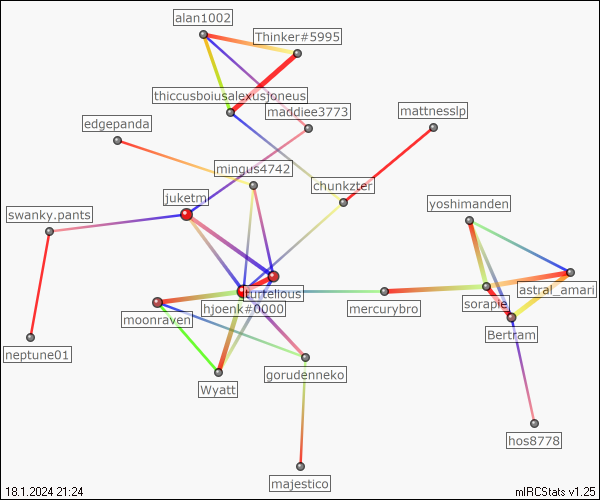 alan1002
Thinker#5995
thiccusboiusalexusjoneus
maddiee3773
mattnesslp
edgepanda
mingus4742
chunkzter
juketm
yoshimanden
swanky.pants
turtelious
astral_amari
soraple
hjoenk#0000
mercurybro
moonraven
Bertram
neptune01
gorudenneko
Wyatt
hos8778
majestico
18.1.2024 21:24
mIRCStats v1.25